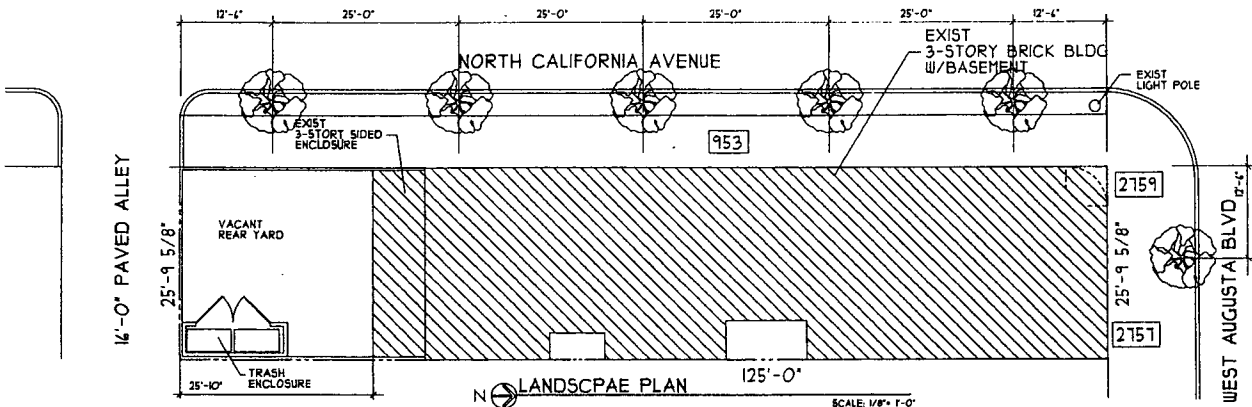 12'-6" 25'-0" 25'-0" 25'-0" 25'-0" 12'-6"
NORTH CALIFORNIA AVENUE
EXIST
3-STORY BRICK BLDG
W/BASEMENT
EXIST
LIGHT POLE
EXIST
3-STORT SIDED
ENCLOSURE
953
16'-0" PAVED ALLEY
25'-9 5/8"
VACANT
REAR YARD
2759
25'-9 5/8"
2757
12'-6"
WEST AUGUSTA BLVD
TRASH
ENCLOSURE
25'-10"
125'-0"
N
LANDSCPAE PLAN
SCALE: 1/8"= 1'-0"